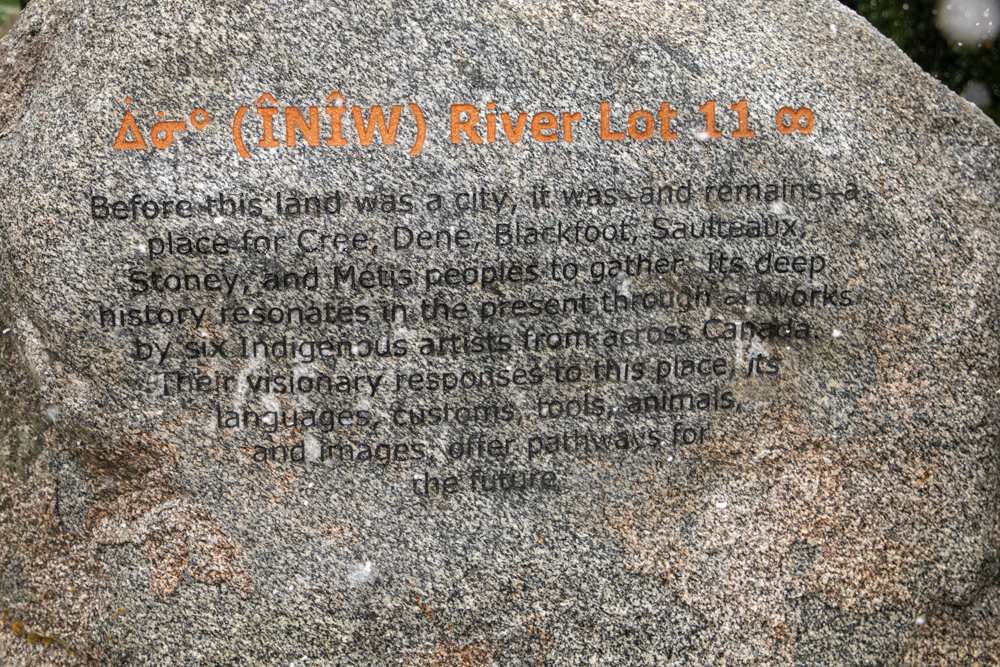 ᐄᓃᐤ (ÎNÎW) River Lot 11 ∞
Before this land was a city, it was–and remains–a
place for Cree, Dene, Blackfoot, Saulteaux,
Stoney, and Métis peoples to gather. Its deep
history resonates in the present through artworks
by six Indigenous artists from across Canada.
Their visionary responses to this place, its
languages, customs, tools, animals,
and images, offer pathways for
the future.